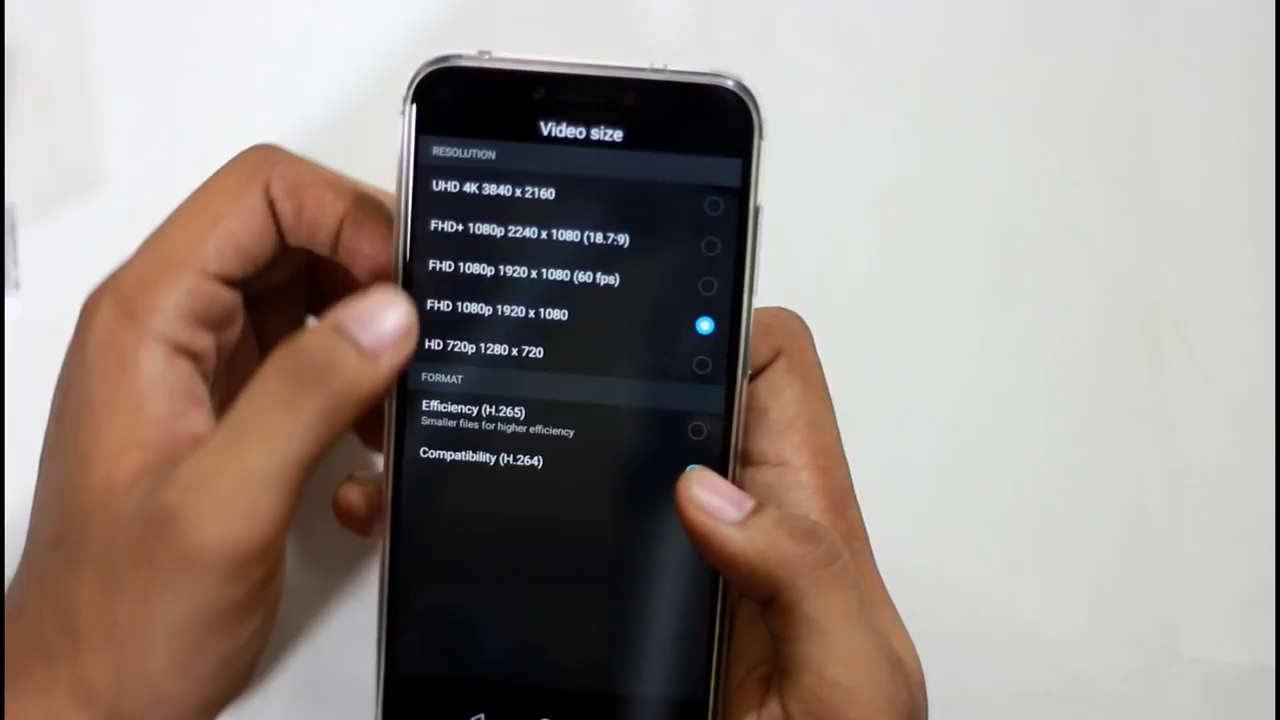 Video size
RESOLUTION
UHD 4K 3840 x 2160
FHD+ 1080p 2240 x 1080 (18.7:9)
FHD 1080p 1920 x 1080 (60 fps)
FHD 1080p 1920 x 1080
HD 720p 1280 x 720
FORMAT
Efficiency (H.265)
Smaller files for higher efficiency
Compatibility (H.264)